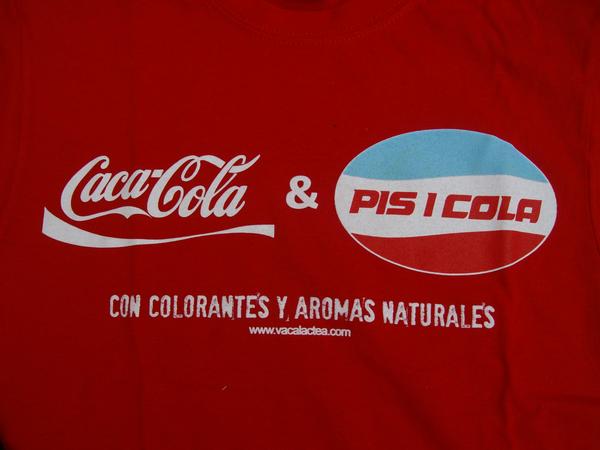 Caca-Cola & PIS I COLA
CON COLORANTES Y AROMAS NATURALES
www.vacalactea.com